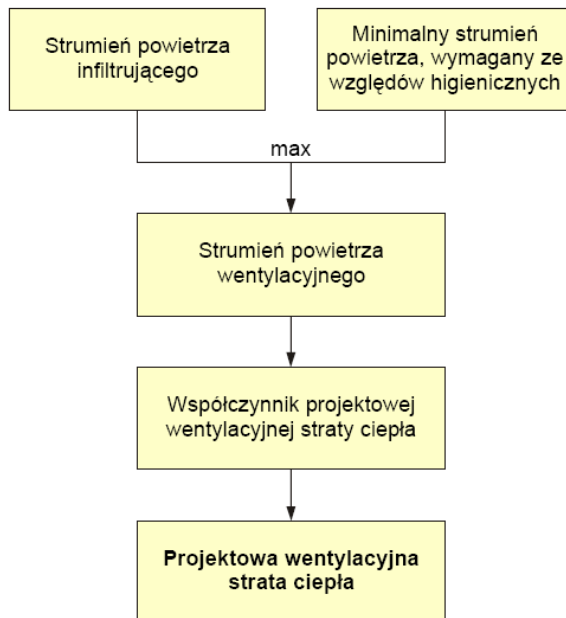 Strumień powietrza
infiltrującego
Minimalny strumień
powietrza, wymagany ze
względów higienicznych
max
Strumień powietrza
wentylacyjnego
Współczynnik projektowej
wentylacyjnej straty ciepła
Projektowa wentylacyjna
strata ciepła